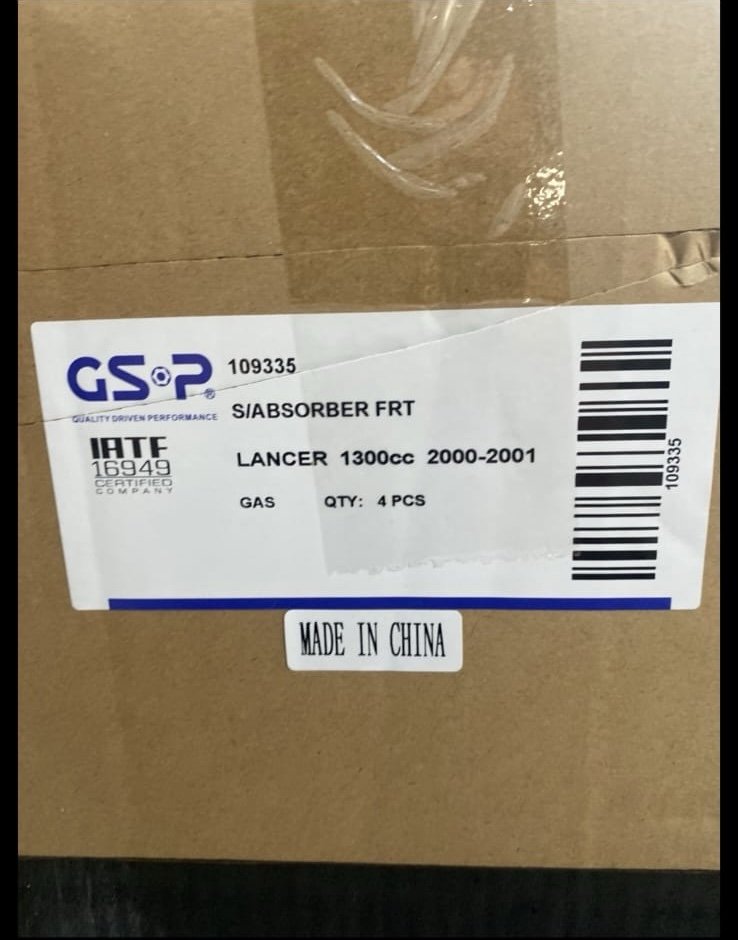 GSP® 109335
QUALITY DRIVEN PERFORMANCE
S/ABSORBER FRT
IATF
16949
CERTIFIED
COMPANY
LANCER 1300cc 2000-2001
GAS QTY: 4 PCS
109335
MADE IN CHINA